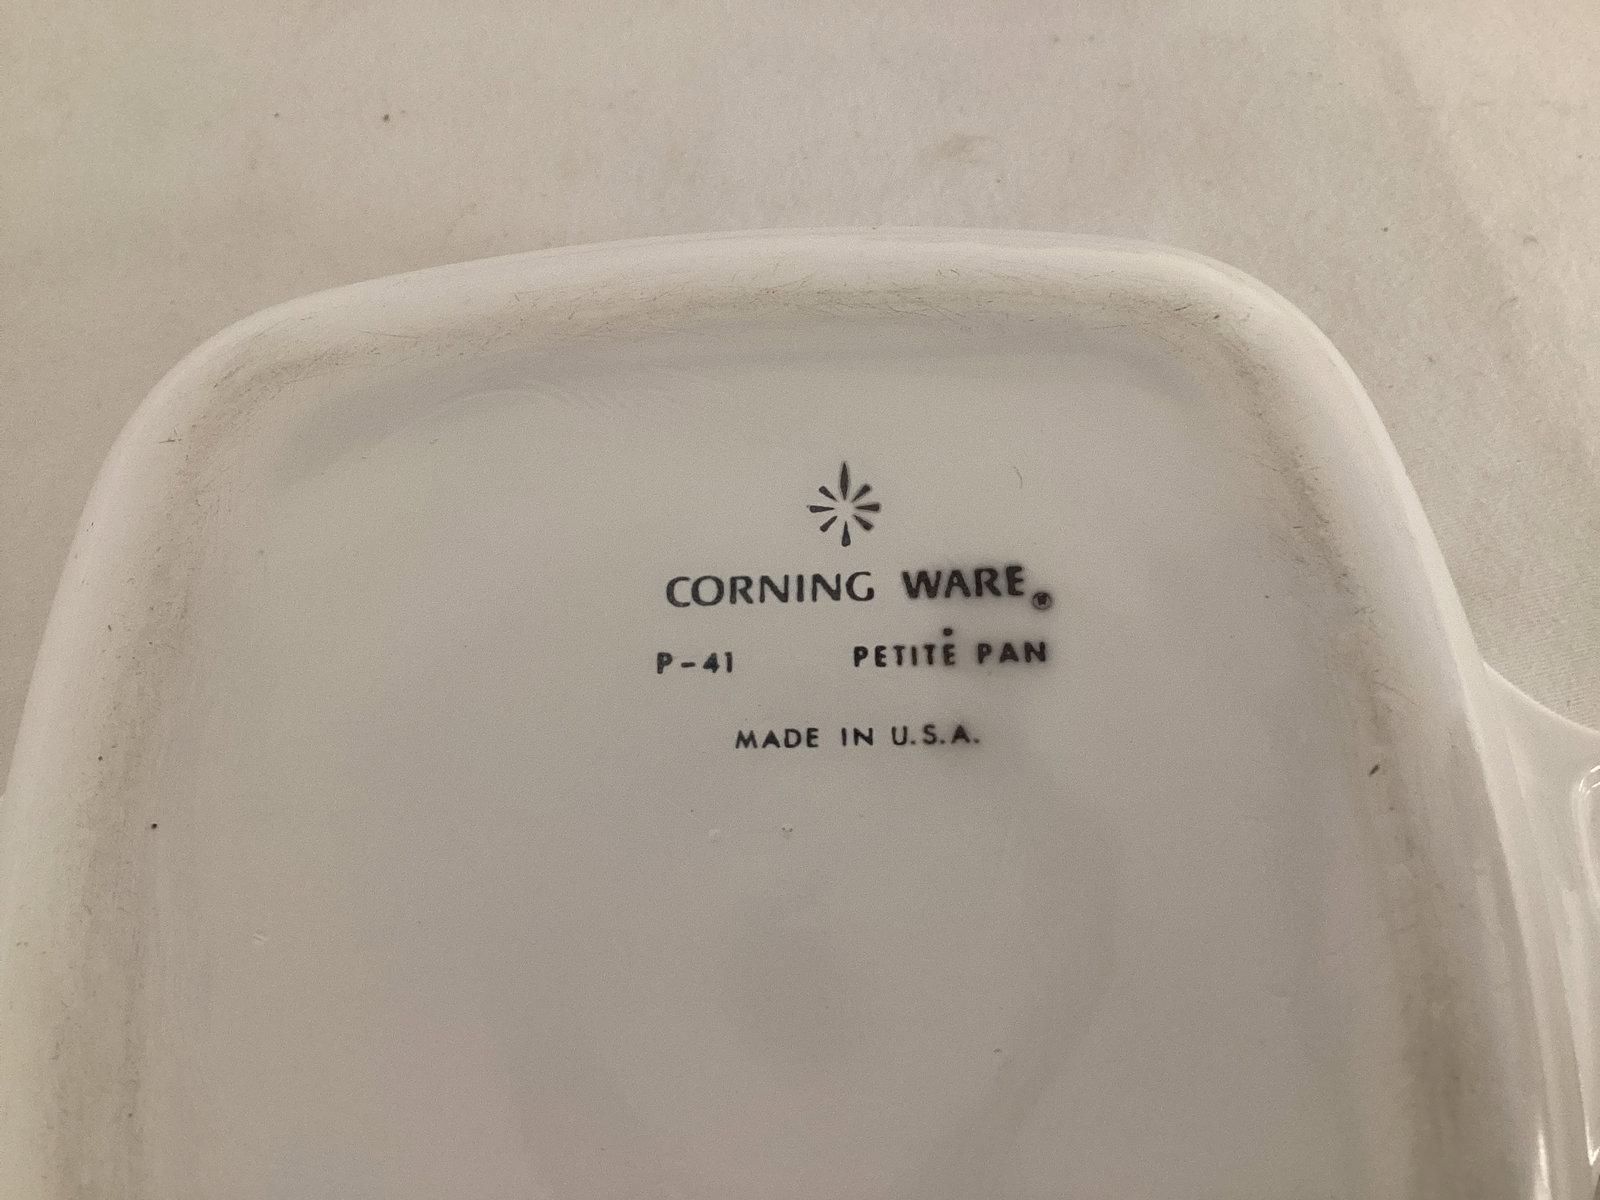 CORNING WARE®
P-41 PETITE PAN
MADE IN U.S.A.